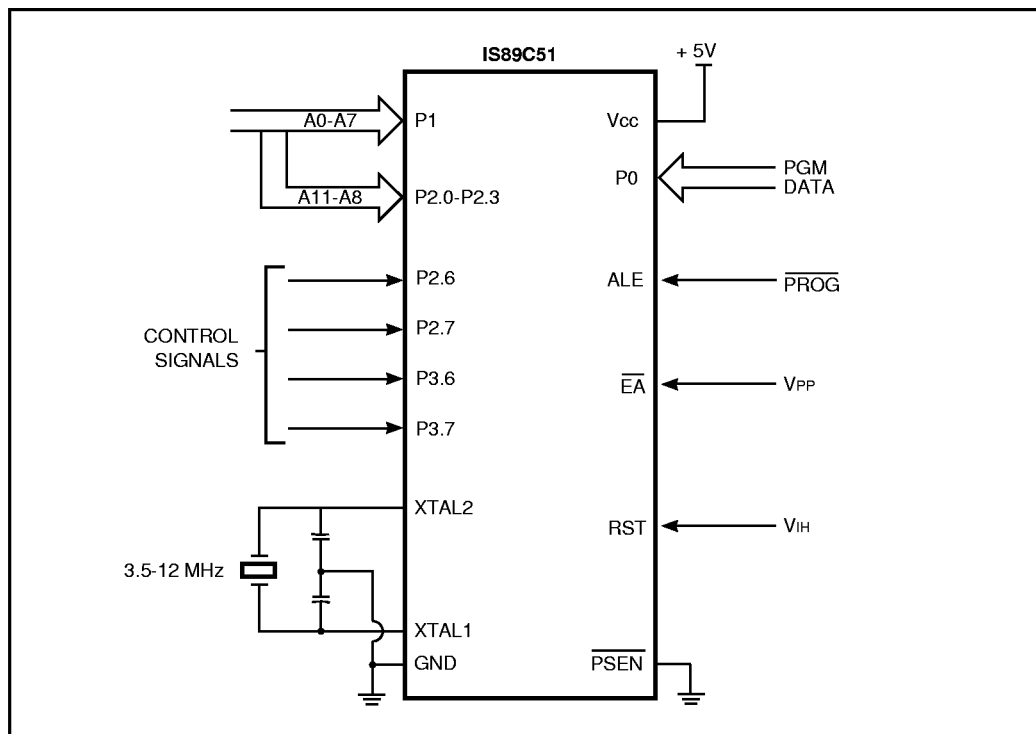 IS89C51
+ 5V
A0-A7
P1
Vcc
P0
PGM
DATA
A11-A8
P2.0-P2.3
P2.6
ALE
PROG
CONTROL
SIGNALS
P2.7
P3.6
EA
VPP
P3.7
XTAL2
RST
VIH
3.5-12 MHz
XTAL1
GND
PSEN